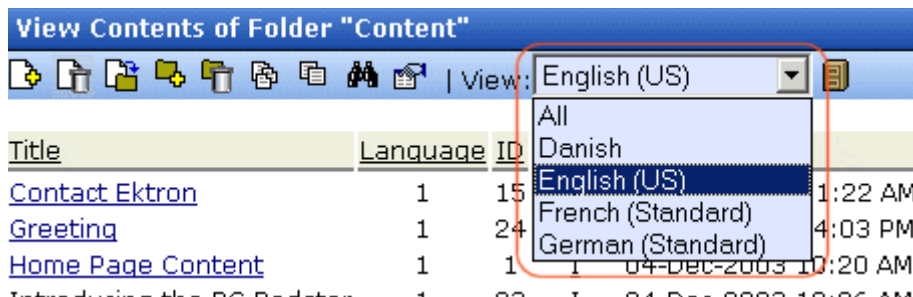 View Contents of Folder "Content"
| View: English (US)
All
Danish
English (US)
French (Standard)
German (Standard)
Title Language ID
Contact Ektron 1 15 1:22 AM
Greeting 1 24 4:03 PM
Home Page Content 1 1 I 04-Dec-2003 10:20 AM